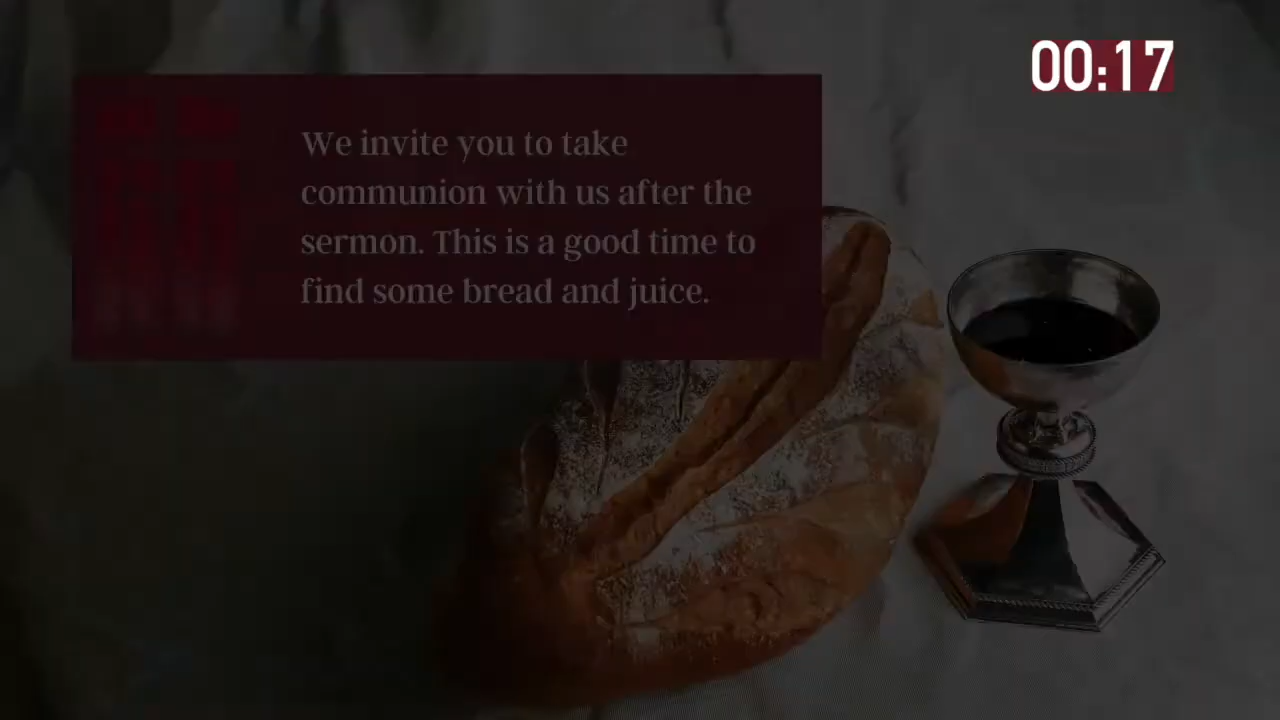 00:17
We invite you to take
communion with us after the
sermon. This is a good time to
find some bread and juice.